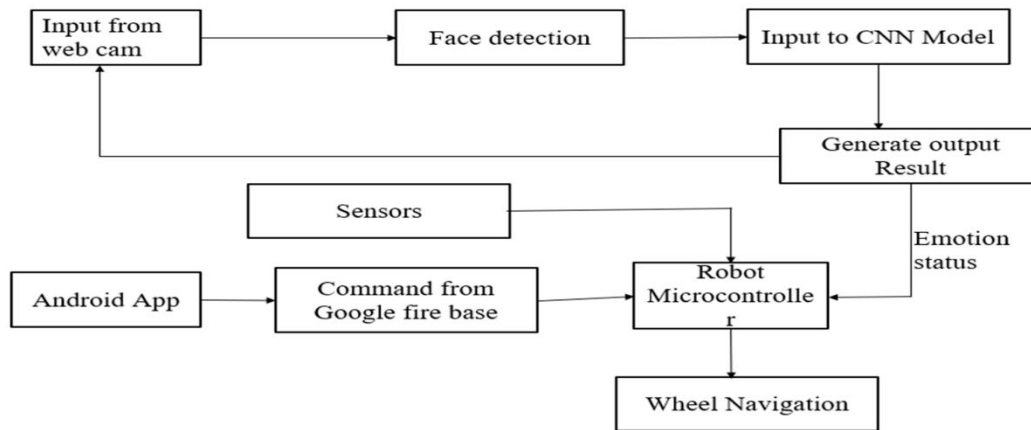 Input from
web cam
Face detection
Input to CNN Model
Generate output
Result
Sensors
Emotion
status
Android App
Command from
Google fire base
Robot
Microcontrolle
r
Wheel Navigation